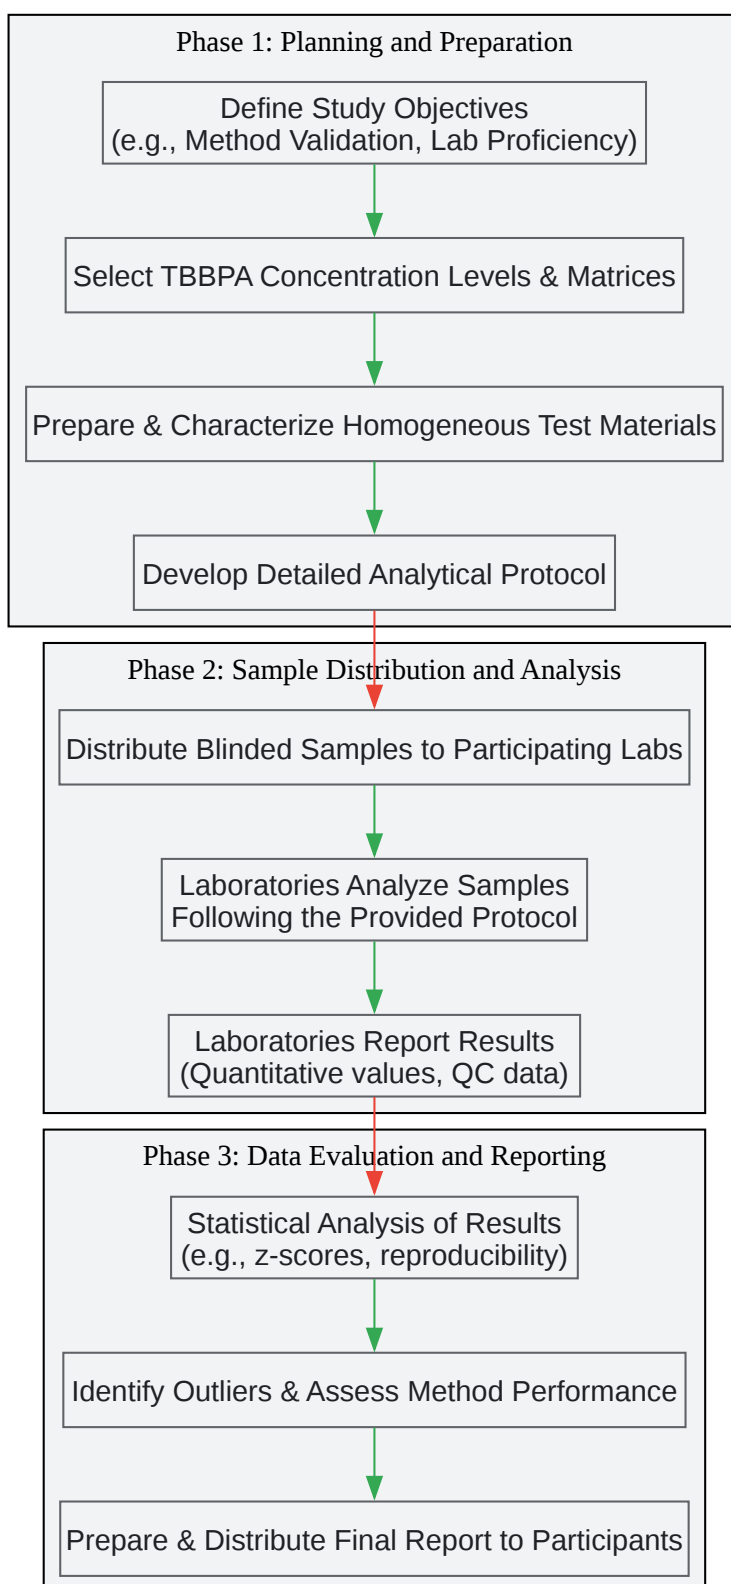 Phase 1: Planning and Preparation
Define Study Objectives
(e.g., Method Validation, Lab Proficiency)
Select TBBPA Concentration Levels & Matrices
Prepare & Characterize Homogeneous Test Materials
Develop Detailed Analytical Protocol
Phase 2: Sample Distribution and Analysis
Distribute Blinded Samples to Participating Labs
Laboratories Analyze Samples
Following the Provided Protocol
Laboratories Report Results
(Quantitative values, QC data)
Phase 3: Data Evaluation and Reporting
Statistical Analysis of Results
(e.g., z-scores, reproducibility)
Identify Outliers & Assess Method Performance
Prepare & Distribute Final Report to Participants